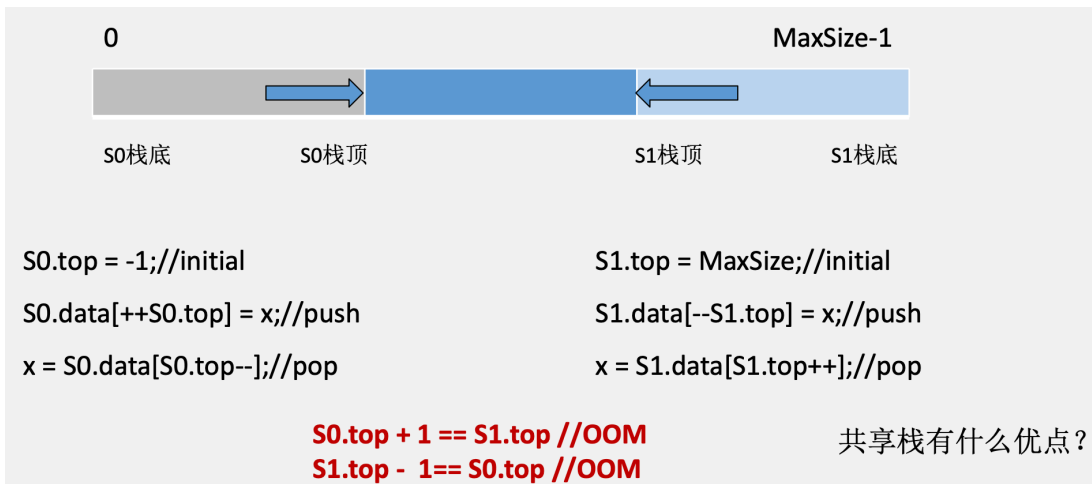 0 MaxSize-1
S0栈底 S0栈顶 S1栈顶 S1栈底
S0.top = -1;//initial
S1.top = MaxSize;//initial
S0.data[++S0.top] = x;//push
S1.data[--S1.top] = x;//push
x = S0.data[S0.top--];//pop
x = S1.data[S1.top++];//pop
S0.top + 1 == S1.top //OOM
S1.top - 1== S0.top //OOM
共享栈有什么优点？